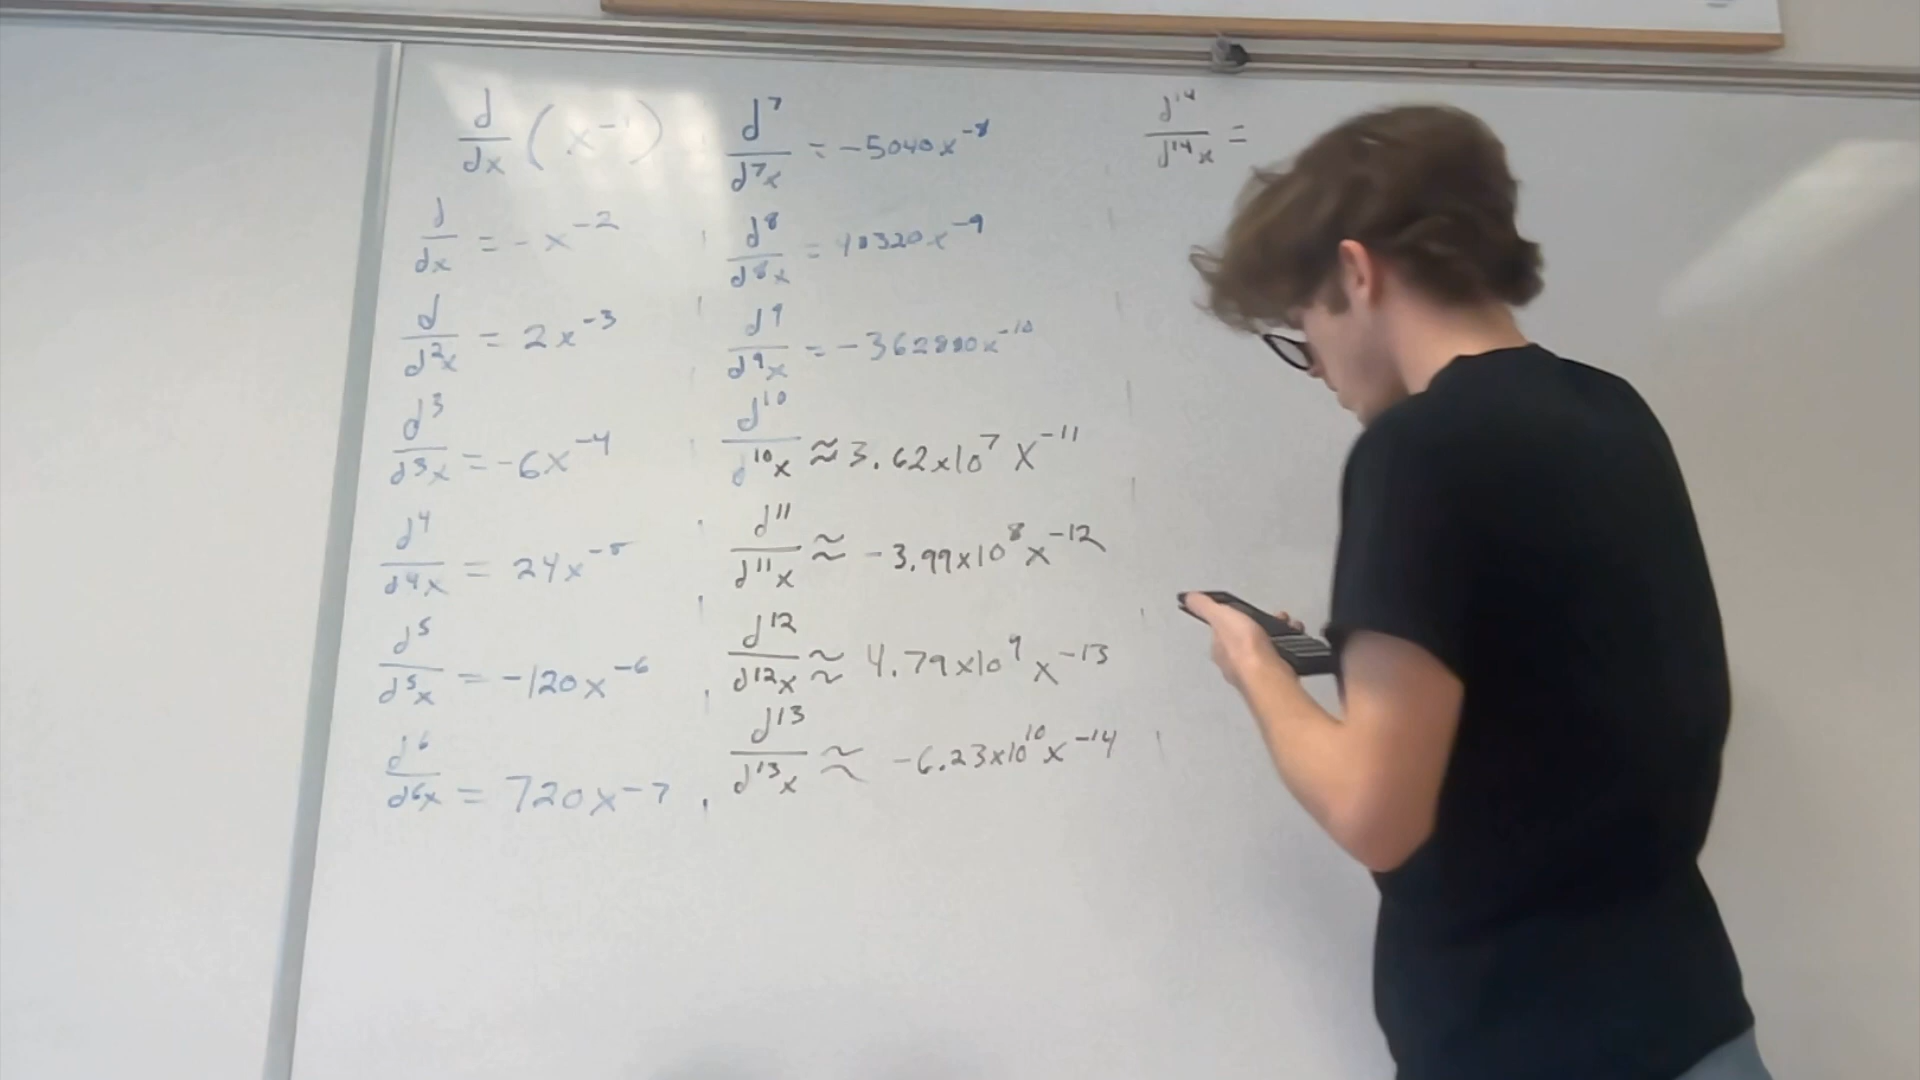 d/dx (x⁻¹)
d/dx = -x⁻²
d/d²x = 2x⁻³
d³/d³x = -6x⁻⁴
d⁴/d⁴x = 24x⁻⁵
d⁵/d⁵x = -120x⁻⁶
d⁶/d⁶x = 720x⁻⁷
d⁷/d⁷x = -5040x⁻⁸
d⁸/d⁸x = 40320x⁻⁹
d⁹/d⁹x = -362880x⁻¹⁰
d¹⁰/d¹⁰x ≈ 3.62x10⁷ x⁻¹¹
d¹¹/d¹¹x ≈ -3.99x10⁸ x⁻¹²
d¹²/d¹²x ≈ 4.79x10⁹ x⁻¹³
d¹³/d¹³x ≈ -6.23x10¹⁰ x⁻¹⁴
d¹⁴/d¹⁴x =